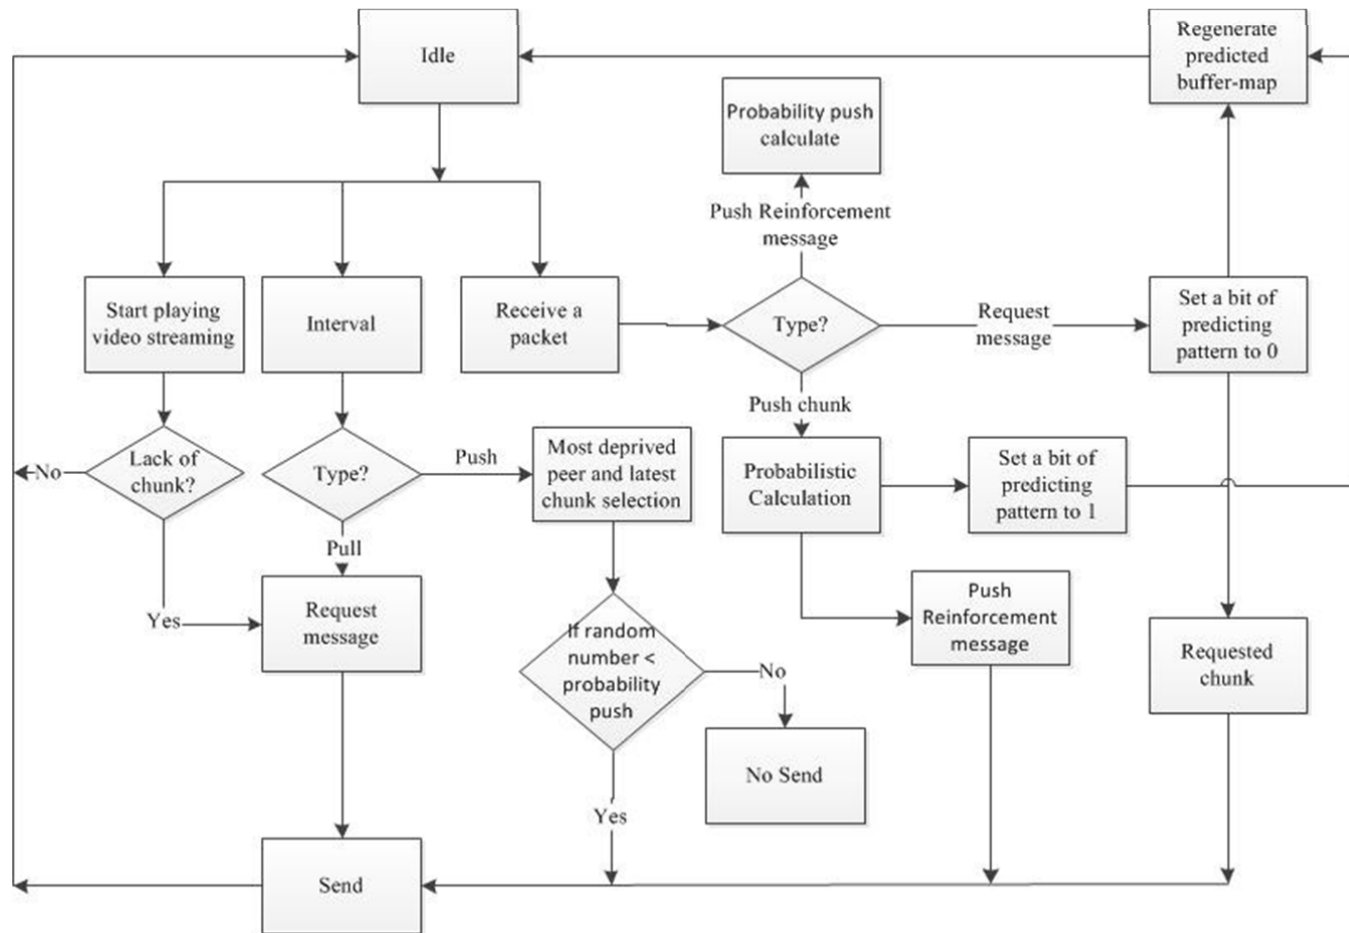 Idle
Regenerate
predicted
buffer-map
Probability push
calculate
Push Reinforcement
message
Start playing
video streaming
Interval
Receive a
packet
Type?
Request
message
Set a bit of
predicting
pattern to 0
Push chunk
No
Lack of
chunk?
Type?
Push
Most deprived
peer and latest
chunk selection
Probabilistic
Calculation
Set a bit of
predicting
pattern to 1
Pull
Yes
Request
message
If random
number <
probability
push
No
Push
Reinforcement
message
Requested
chunk
No Send
Yes
Send